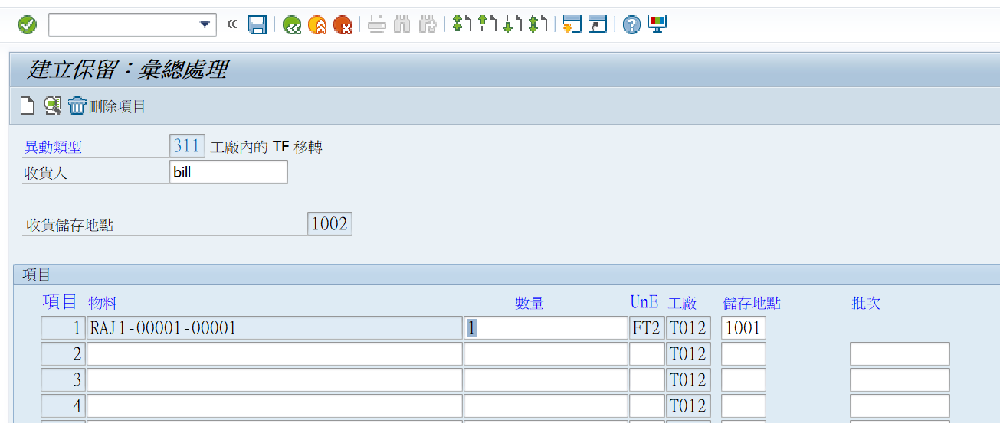 建立保留：彙總處理
刪除項目
異動類型 311 工廠內的 TF 移轉
收貨人 bill
收貨儲存地點 1002
項目
項目 物料 數量 UnE 工廠 儲存地點 批次
1 RAJ1-00001-00001 1 FT2 T012 1001
2 T012
3 T012
4 T012